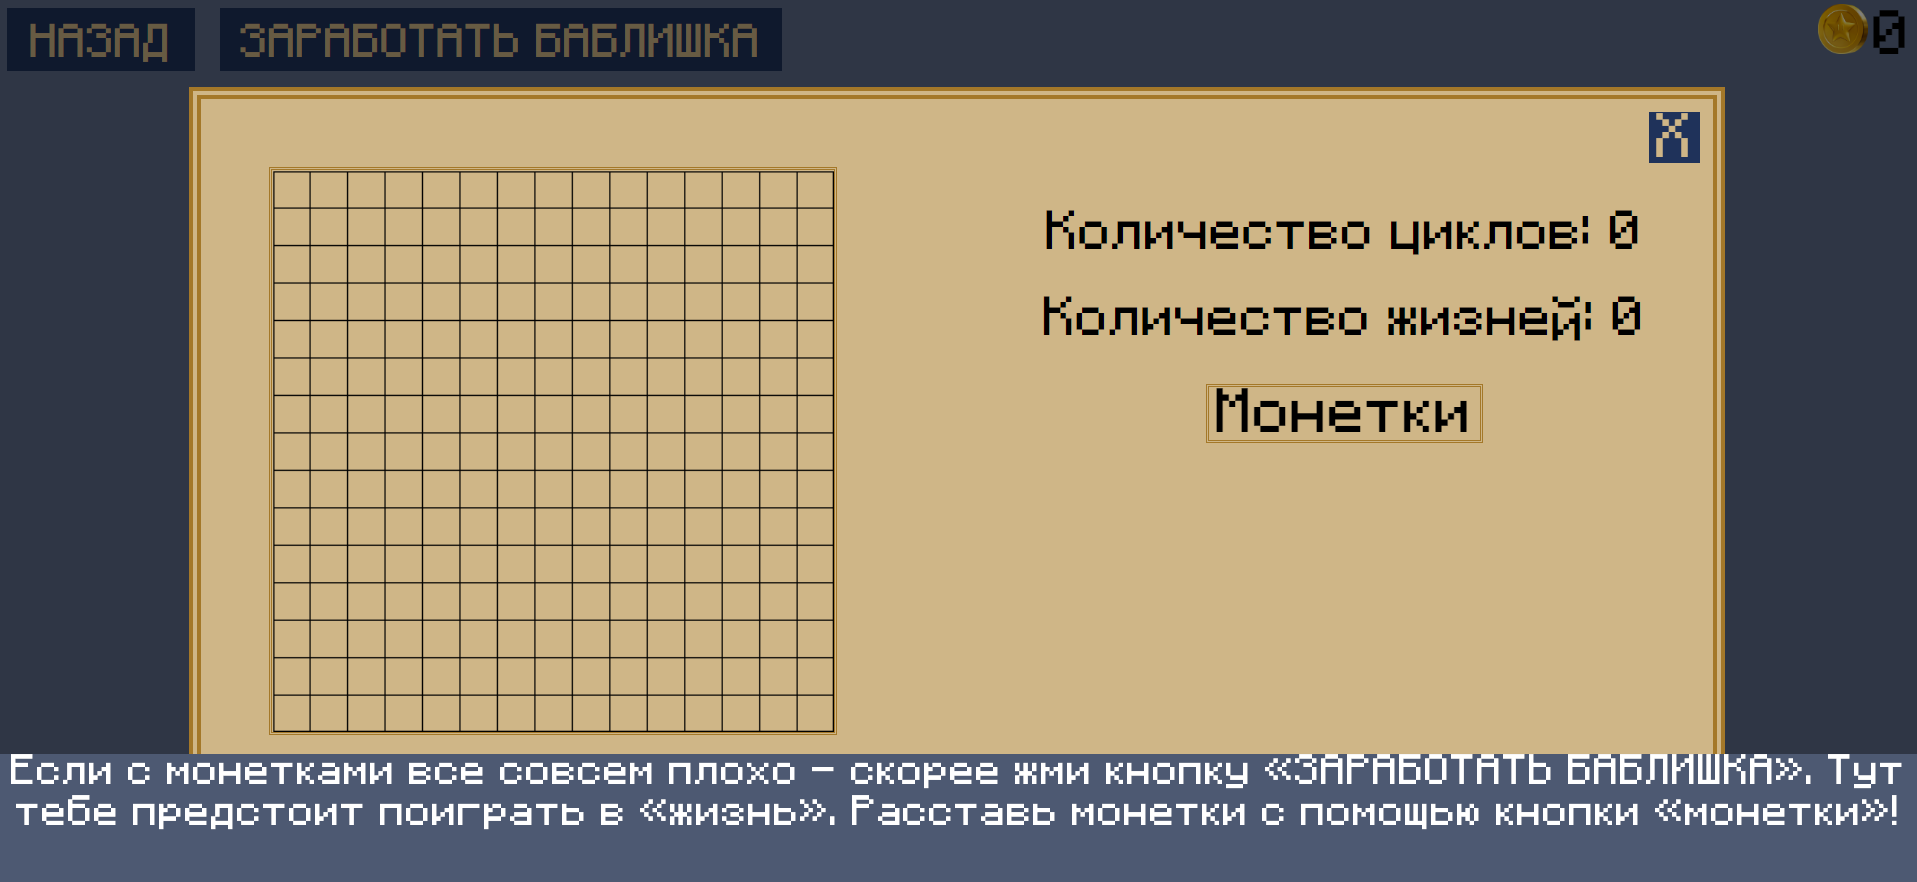 НАЗАД
ЗАРАБОТАТЬ БАБЛИШКА
0
X
Количество циклов: 0
Количество жизней: 0
Монетки
Если с монетками все совсем плохо – скорее жми кнопку «ЗАРАБОТАТЬ БАБЛИШКА». Тут
тебе предстоит поиграть в «жизнь». Расставь монетки с помощью кнопки «монетки»!